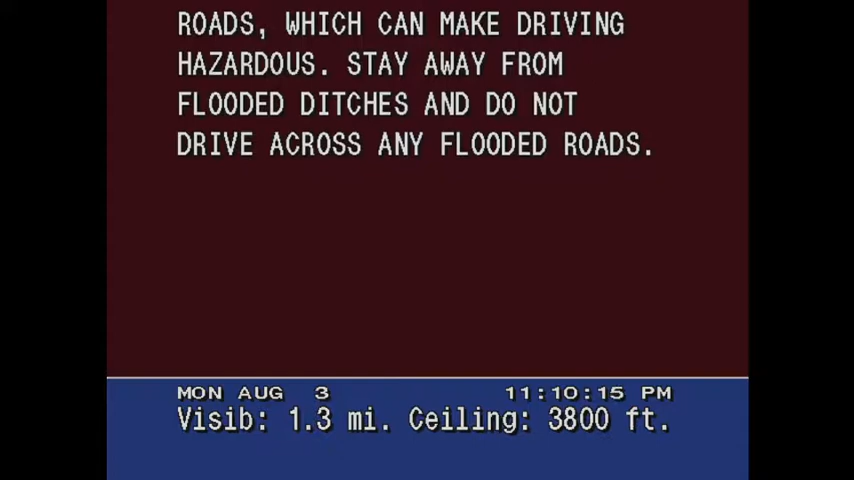 ROADS, WHICH CAN MAKE DRIVING
HAZARDOUS. STAY AWAY FROM
FLOODED DITCHES AND DO NOT
DRIVE ACROSS ANY FLOODED ROADS.
MON AUG 3 11:10:15 PM
Visib: 1.3 mi. Ceiling: 3800 ft.